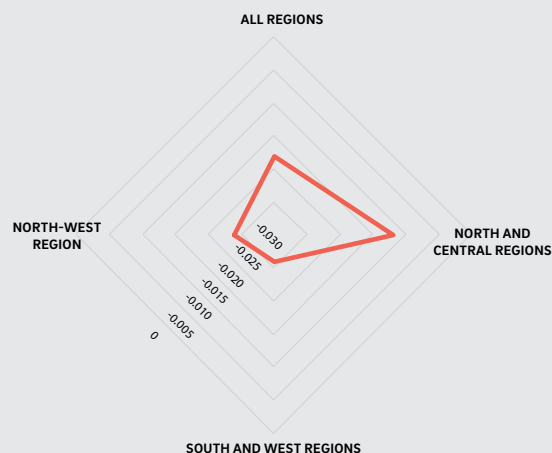 ALL REGIONS
NORTH-WEST
REGION
NORTH AND
CENTRAL REGIONS
-0.030
-0.025
-0.020
-0.015
-0.010
-0.005
0
SOUTH AND WEST REGIONS